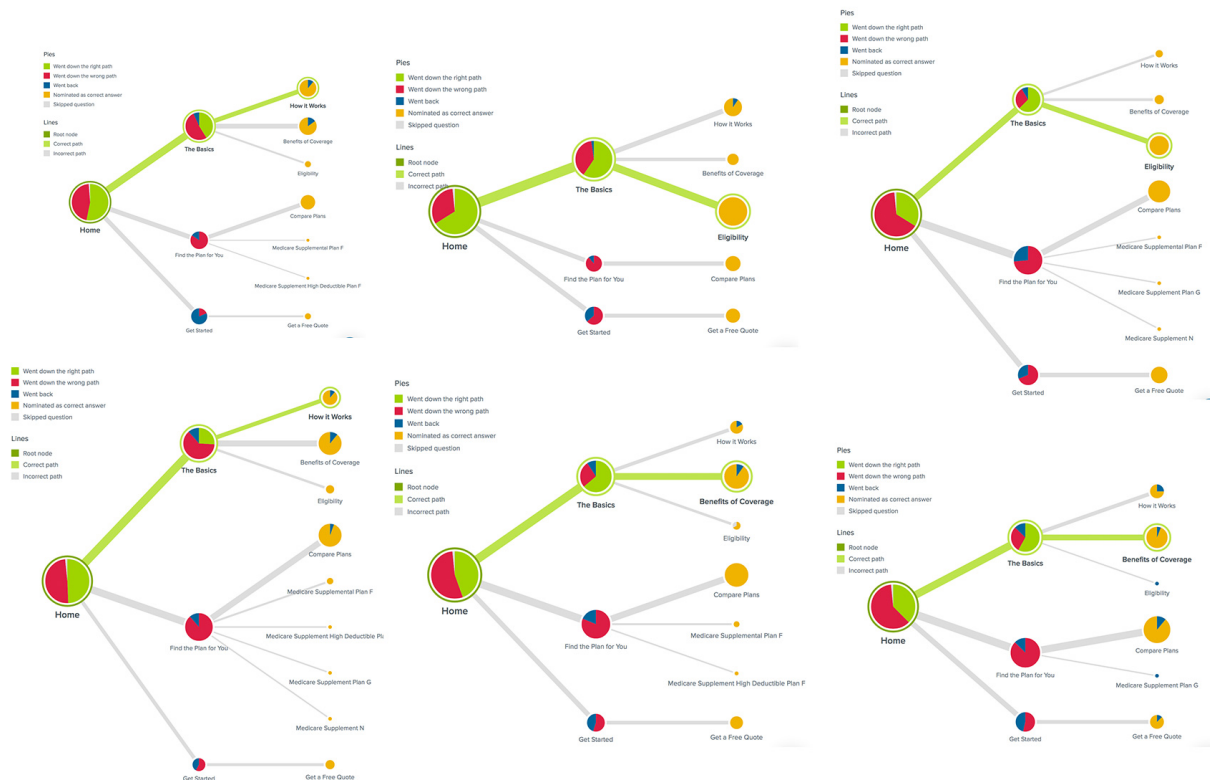 Pies
Went down the right path
Went down the wrong path
Went back
Nominated as correct answer
Skipped question
Lines
Root node
Correct path
Incorrect path
How it Works
The Basics
Benefits of Coverage
Eligibility
Home
Compare Plans
Find the Plan for You
Medicare Supplemental Plan F
Medicare Supplement High Deductible Plan F
Get Started
Get a Free Quote
Pies
Went down the right path
Went down the wrong path
Went back
Nominated as correct answer
Skipped question
Lines
Root node
Correct path
Incorrect path
How it Works
The Basics
Benefits of Coverage
Eligibility
Home
Find the Plan for You
Compare Plans
Get Started
Get a Free Quote
Pies
Went down the right path
Went down the wrong path
Went back
Nominated as correct answer
Skipped question
Lines
Root node
Correct path
Incorrect path
How it Works
The Basics
Benefits of Coverage
Eligibility
Home
Compare Plans
Find the Plan for You
Medicare Supplemental Plan F
Medicare Supplement Plan G
Medicare Supplement N
Get Started
Get a Free Quote
Went down the right path
Went down the wrong path
Went back
Nominated as correct answer
Skipped question
Lines
Root node
Correct path
Incorrect path
How it Works
The Basics
Benefits of Coverage
Eligibility
Compare Plans
Home
Medicare Supplemental Plan F
Find the Plan for You
Medicare Supplement High Deductible Pl
Medicare Supplement Plan G
Medicare Supplement N
Get Started
Get a Free Quote
Pies
Went down the right path
Went down the wrong path
Went back
Nominated as correct answer
Skipped question
Lines
Root node
Correct path
Incorrect path
How it Works
The Basics
Benefits of Coverage
Eligibility
Home
Compare Plans
Find the Plan for You
Medicare Supplemental Plan F
Medicare Supplement High Deductible Plan F
Get Started
Get a Free Quote
Pies
Went down the right path
Went down the wrong path
Went back
Nominated as correct answer
Skipped question
Lines
Root node
Correct path
Incorrect path
How it Works
The Basics
Benefits of Coverage
Eligibility
Home
Compare Plans
Find the Plan for You
Medicare Supplement Plan G
Get Started
Get a Free Quote